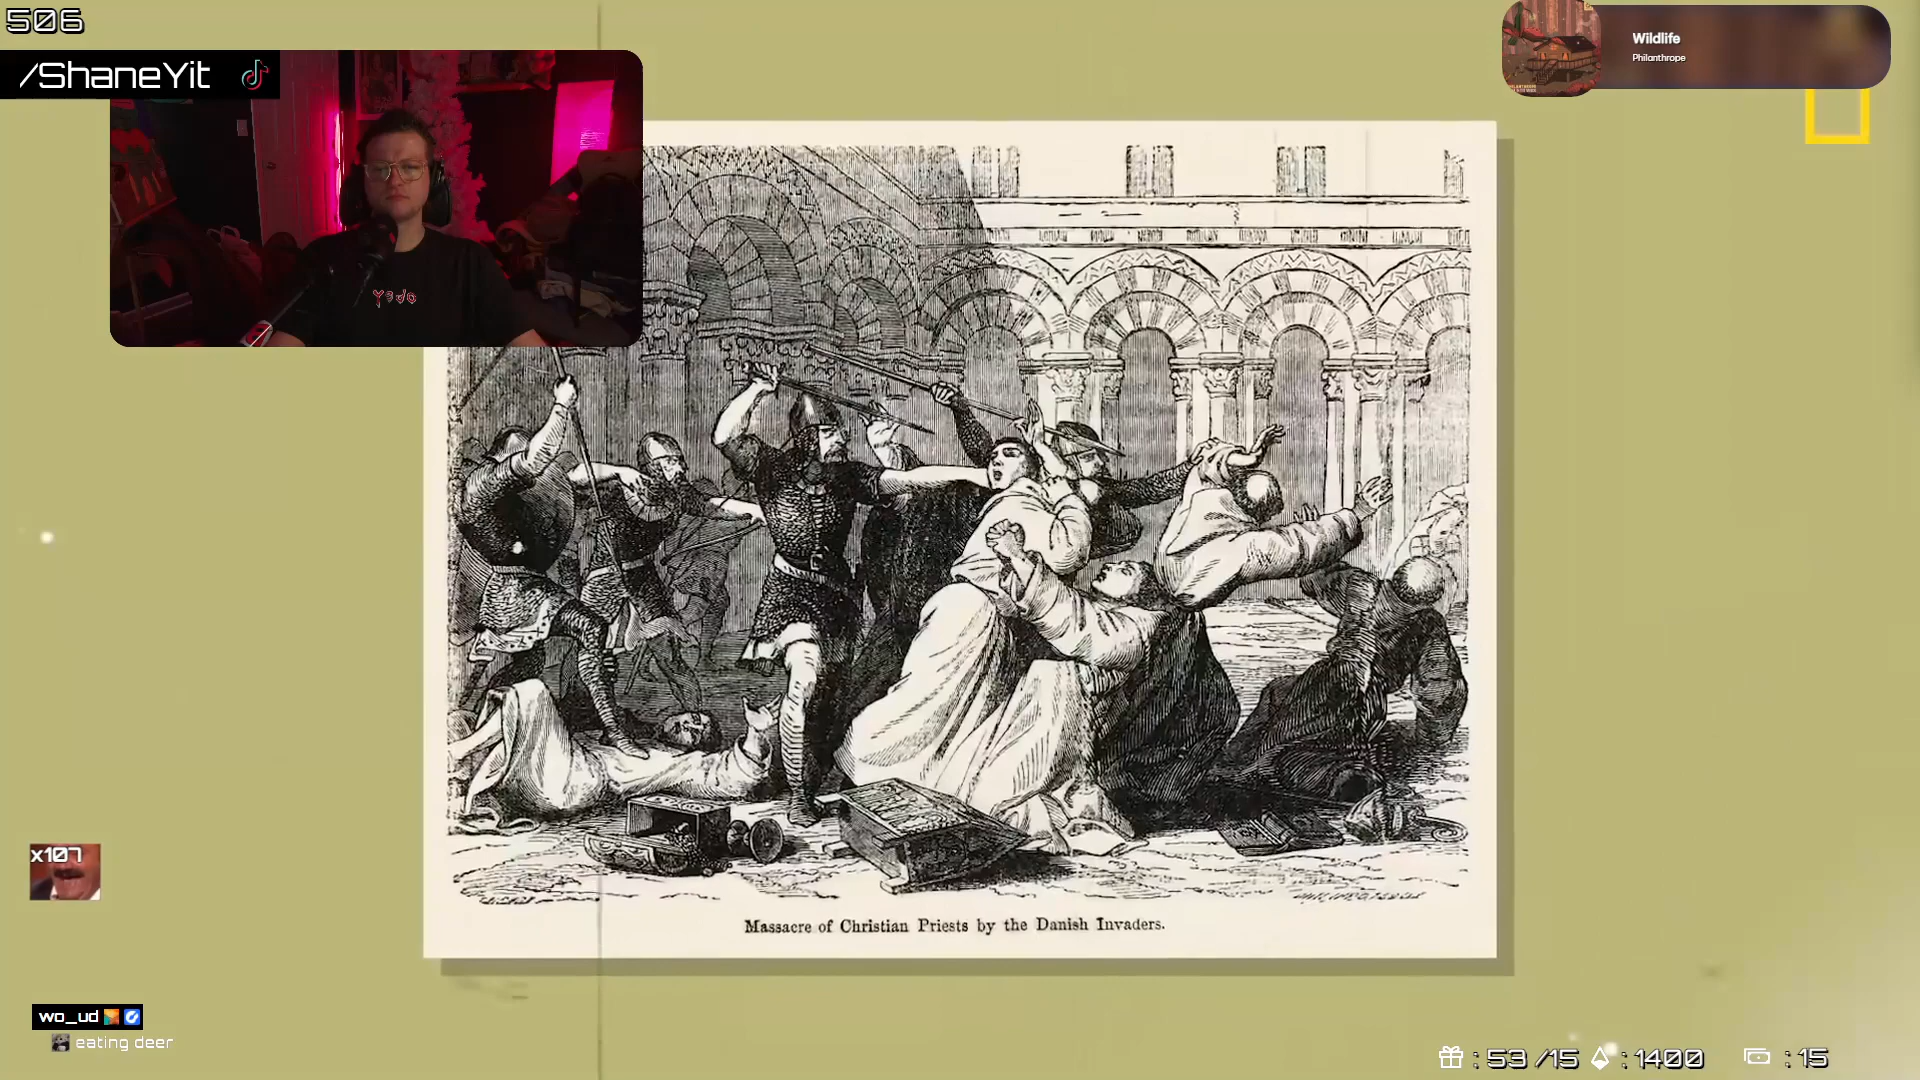 506
/ShaneYit
Wildlife
Philanthrope
Massacre of Christian Priests by the Danish Invaders.
x107
wo_ud
eating deer
: 53 /15 : 1400 : 15